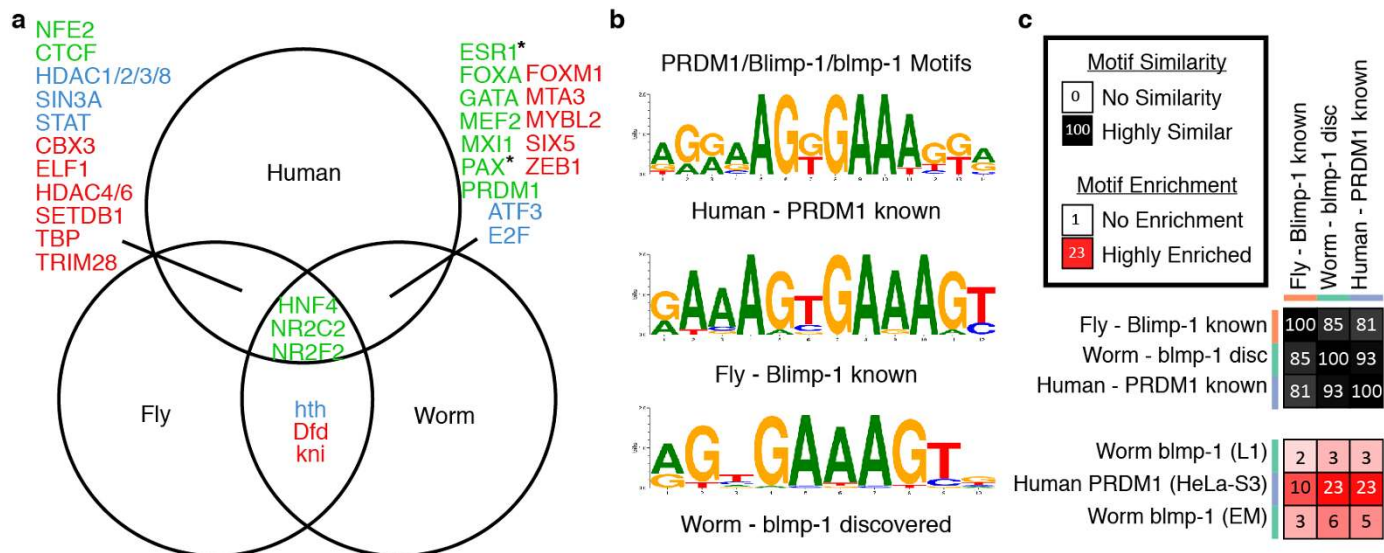 a
NFE2
CTCF
HDAC1/2/3/8
SIN3A
STAT
CBX3
ELF1
HDAC4/6
SETDB1
TBP
TRIM28
ESR1*
FOXA
GATA
MEF2
MXI1
PAX*
PRDM1
FOXM1
MTA3
MYBL2
SIX5
ZEB1
ATF3
E2F
Human
HNF4
NR2C2
NR2F2
Fly
Worm
hth
Dfd
kni
b
PRDM1/Blimp-1/blmp-1 Motifs
Human - PRDM1 known
Fly - Blimp-1 known
Worm - blmp-1 discovered
c
Motif Similarity
0 No Similarity
100 Highly Similar
Motif Enrichment
1 No Enrichment
23 Highly Enriched
Fly - Blimp-1 known
Worm - blmp-1 disc
Human - PRDM1 known
Fly - Blimp-1 known 100 85 81
Worm - blmp-1 disc 85 100 93
Human - PRDM1 known 81 93 100
Worm blmp-1 (L1) 2 3 3
Human PRDM1 (HeLa-S3) 10 23 23
Worm blmp-1 (EM) 3 6 5